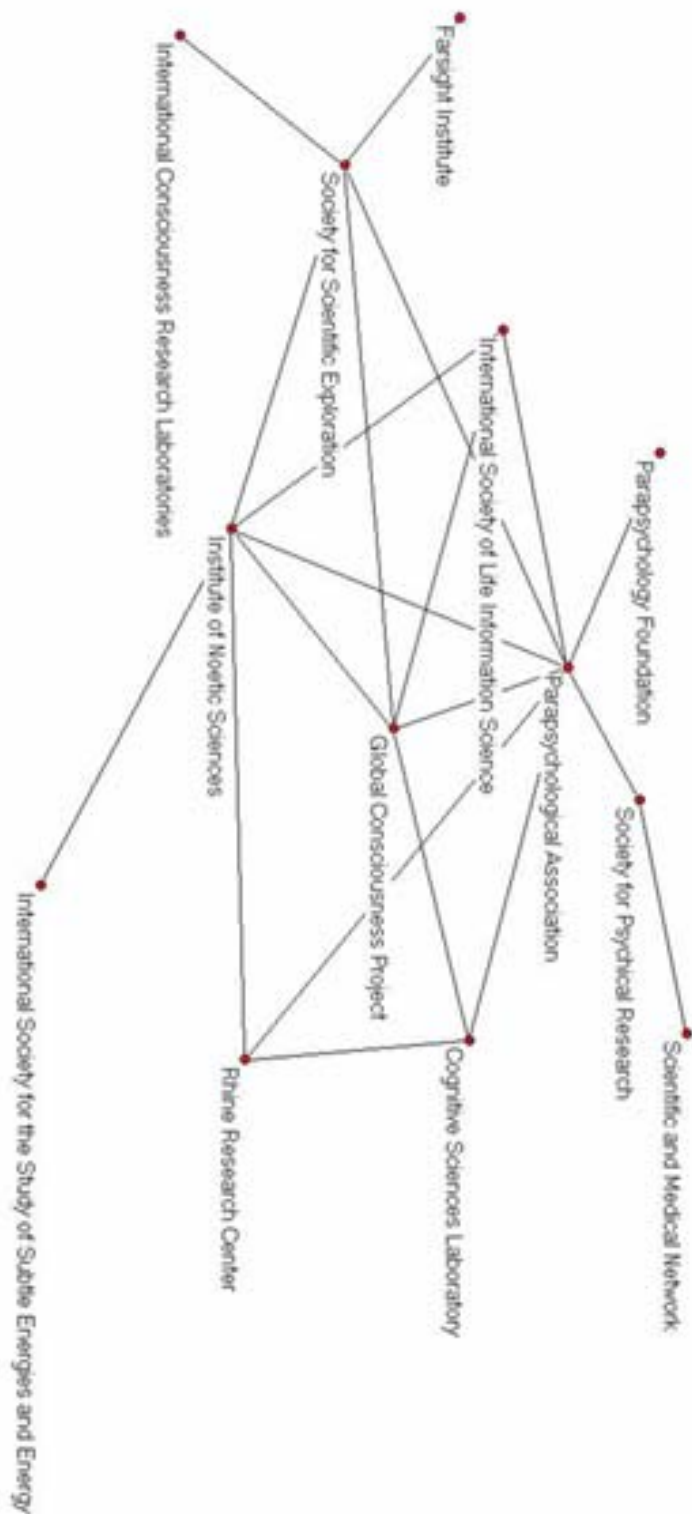 Scientific and Medical Network
Society for Psychical Research
Parapsychology Foundation
Parapsychological Association
International Society of Life Information Science
Cognitive Sciences Laboratory
Farsight Institute
Global Consciousness Project
Society for Scientific Exploration
Rhine Research Center
Institute of Noetic Sciences
International Consciousness Research Laboratories
International Society for the Study of Subtle Energies and Energy